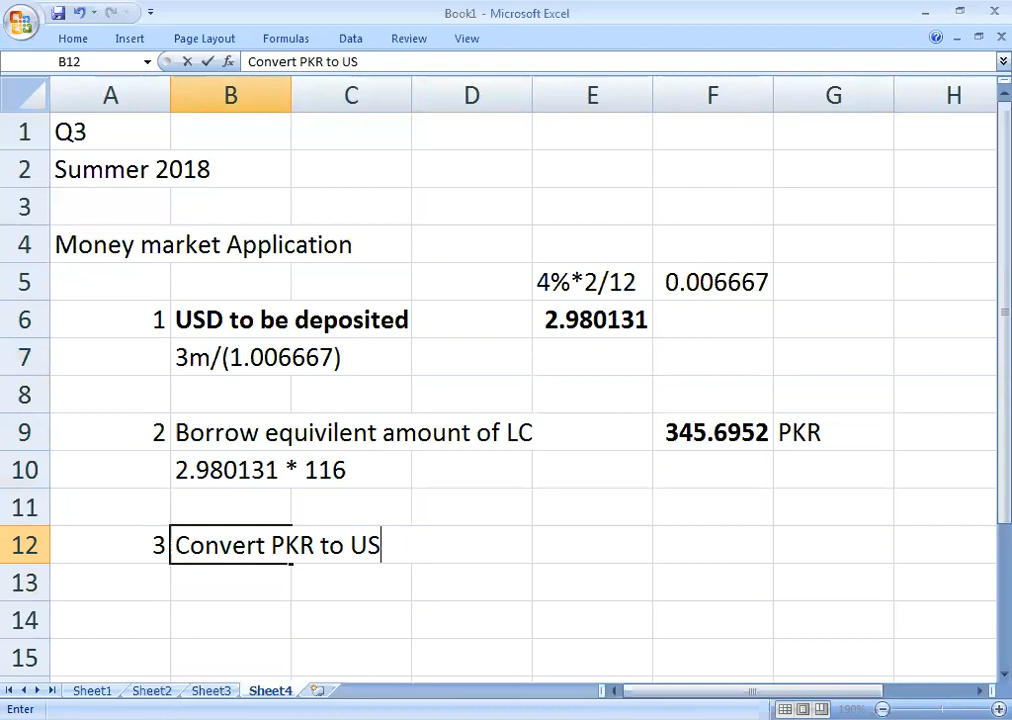 Book1 - Microsoft Excel
Home Insert Page Layout Formulas Data Review View
B12 fx Convert PKR to US
A B C D E F G H
1 Q3
2 Summer 2018
3
4 Money market Application
5 4%*2/12 0.006667
6 1 USD to be deposited 2.980131
7 3m/(1.006667)
8
9 2 Borrow equivilent amount of LC 345.6952 PKR
10 2.980131 * 116
11
12 3 Convert PKR to US
13
14
15
Sheet1 Sheet2 Sheet3 Sheet4
Enter 190%